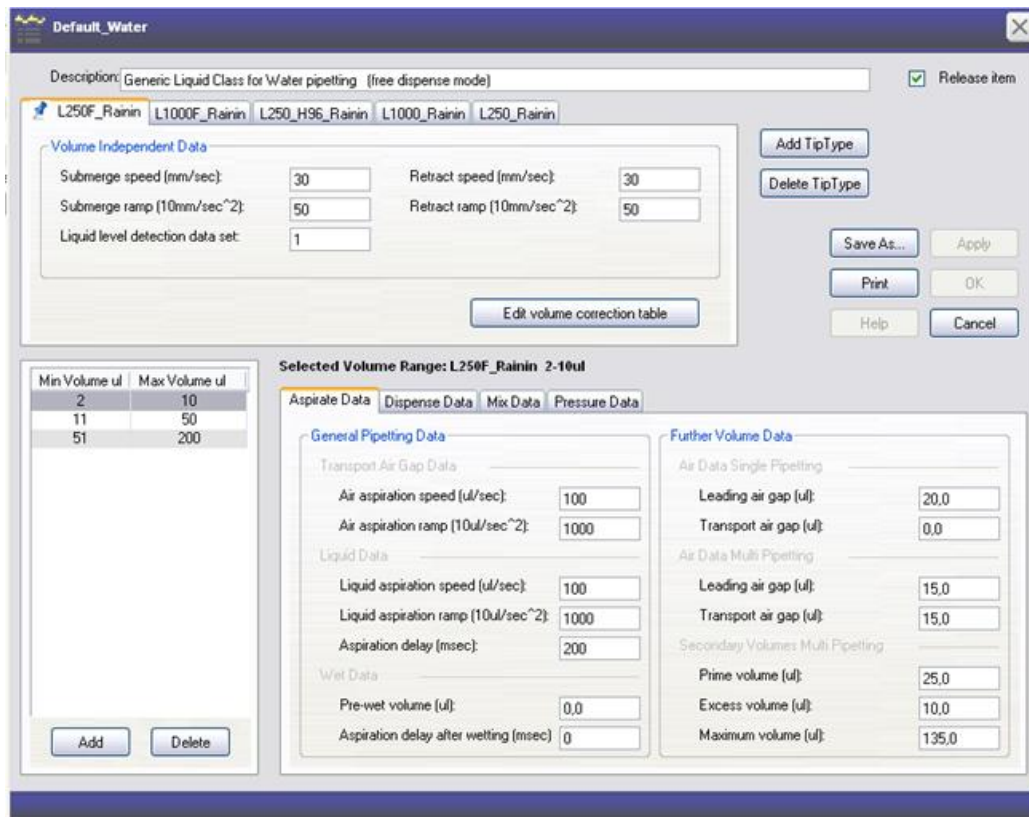 Default_Water
Description: Generic Liquid Class for Water pipetting (free dispense mode)
Release item
L250F_Rainin L1000F_Rainin L250_H96_Rainin L1000_Rainin L250_Rainin
Volume Independent Data
Submerge speed (mm/sec): 30 Retract speed (mm/sec): 30
Submerge ramp (10mm/sec^2): 50 Retract ramp (10mm/sec^2): 50
Liquid level detection data set: 1
Edit volume correction table
Add TipType
Delete TipType
Save As... Apply
Print OK
Help Cancel
Min Volume ul Max Volume ul
2 10
11 50
51 200
Add Delete
Selected Volume Range: L250F_Rainin 2-10ul
Aspirate Data Dispense Data Mix Data Pressure Data
General Pipetting Data
Transport Air Gap Data
Air aspiration speed (ul/sec): 100
Air aspiration ramp (10ul/sec^2): 1000
Liquid Data
Liquid aspiration speed (ul/sec): 100
Liquid aspiration ramp (10ul/sec^2): 1000
Aspiration delay (msec): 200
Wet Data
Pre-wet volume (ul): 0,0
Aspiration delay after wetting (msec) 0
Further Volume Data
Air Data Single Pipetting
Leading air gap (ul): 20,0
Transport air gap (ul): 0,0
Air Data Multi Pipetting
Leading air gap (ul): 15,0
Transport air gap (ul): 15,0
Secondary Volumes Multi Pipetting
Prime volume (ul): 25,0
Excess volume (ul): 10,0
Maximum volume (ul): 135,0